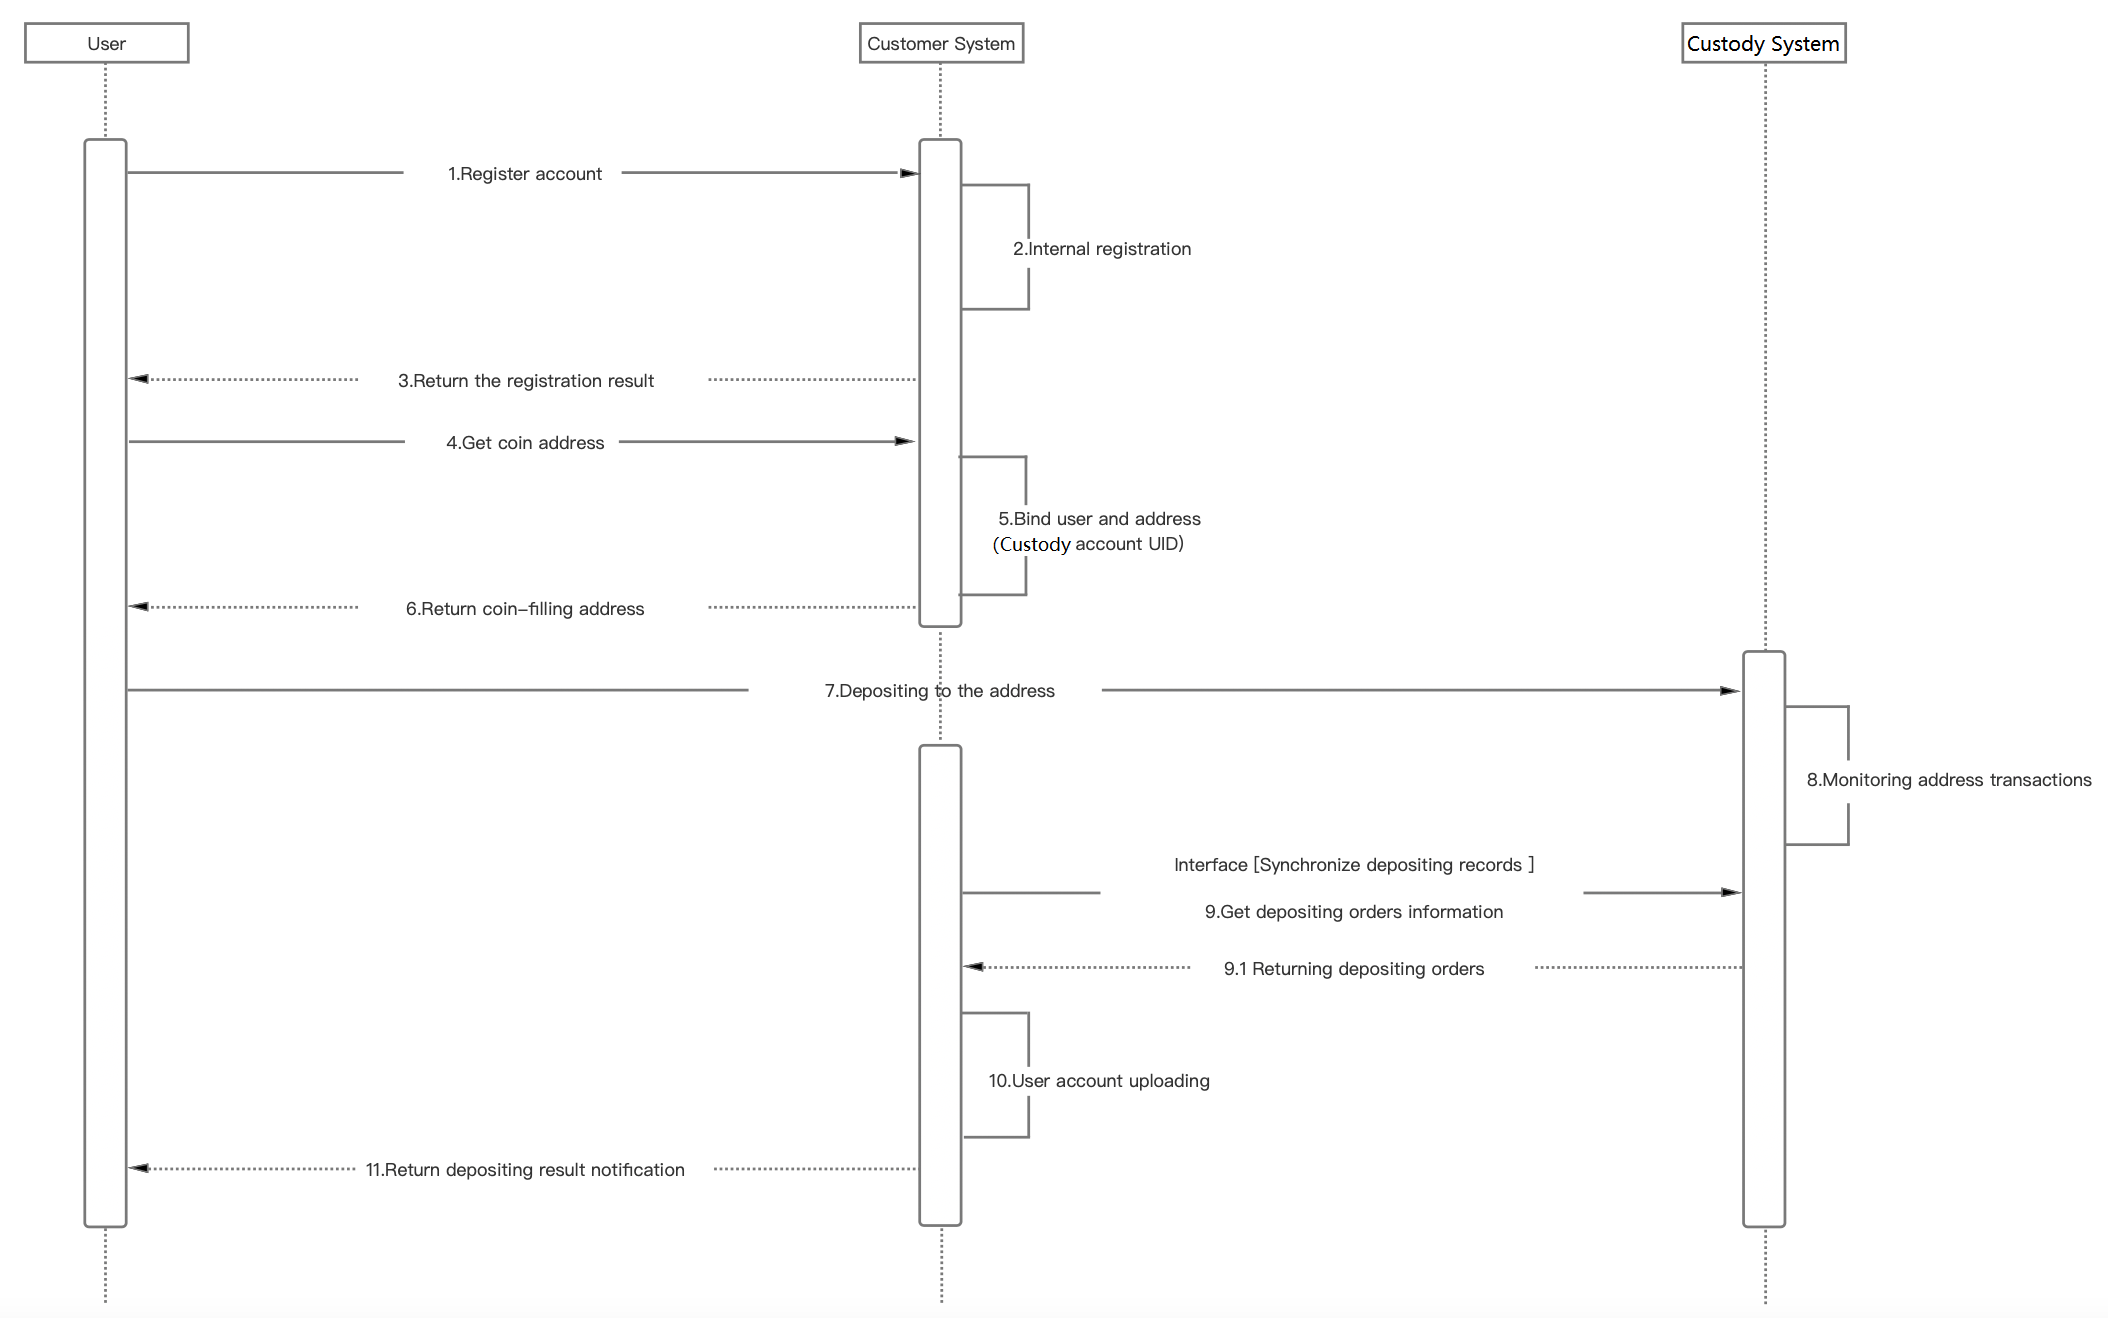 User
Customer System
Custody System
1.Register account
2.Internal registration
3.Return the registration result
4.Get coin address
5.Bind user and address
(Custody account UID)
6.Return coin-filling address
7.Depositing to the address
8.Monitoring address transactions
Interface [Synchronize depositing records ]
9.Get depositing orders information
9.1 Returning depositing orders
10.User account uploading
11.Return depositing result notification